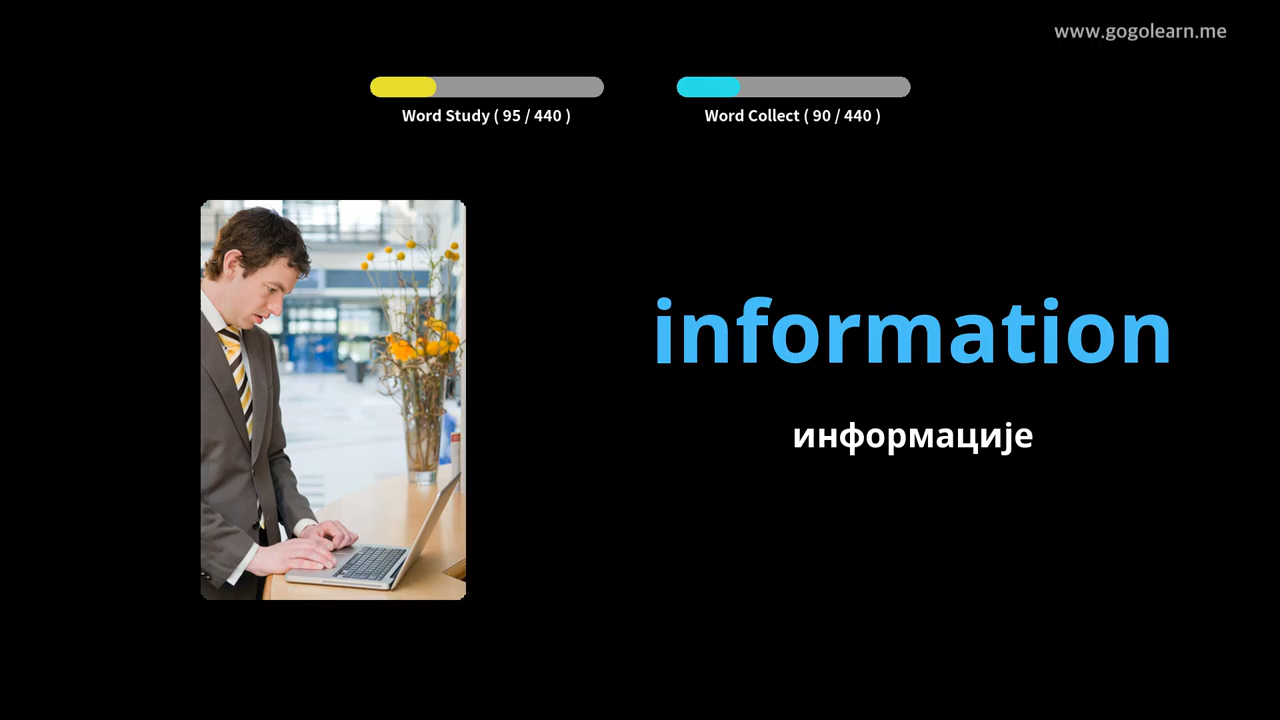 www.gogolearn.me
Word Study ( 95 / 440 )
Word Collect ( 90 / 440 )
information
информације